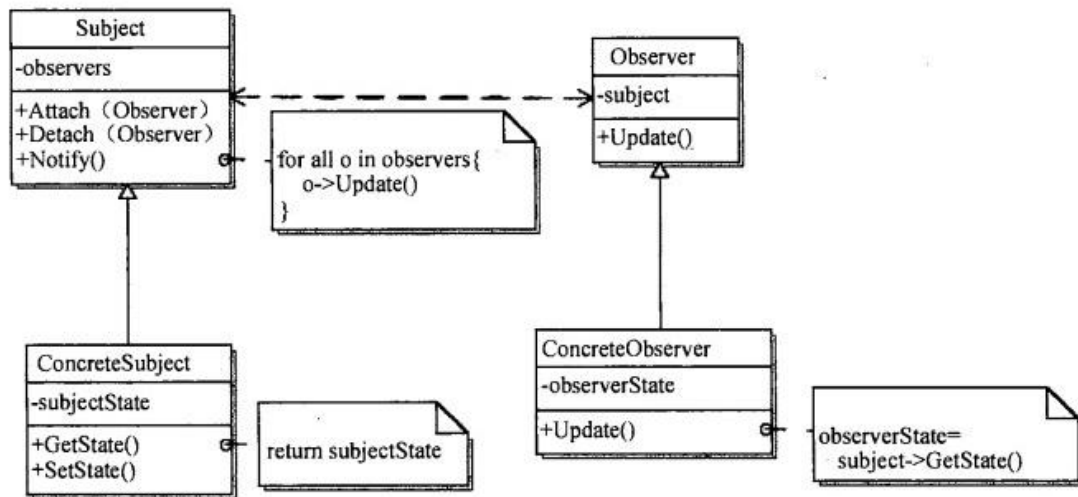 Subject
-observers
+Attach（Observer）
+Detach（Observer）
+Notify()
for all o in observers{
o->Update()
}
Observer
-subject
+Update()
ConcreteSubject
-subjectState
+GetState()
+SetState()
return subjectState
ConcreteObserver
-observerState
+Update()
observerState=
subject->GetState()